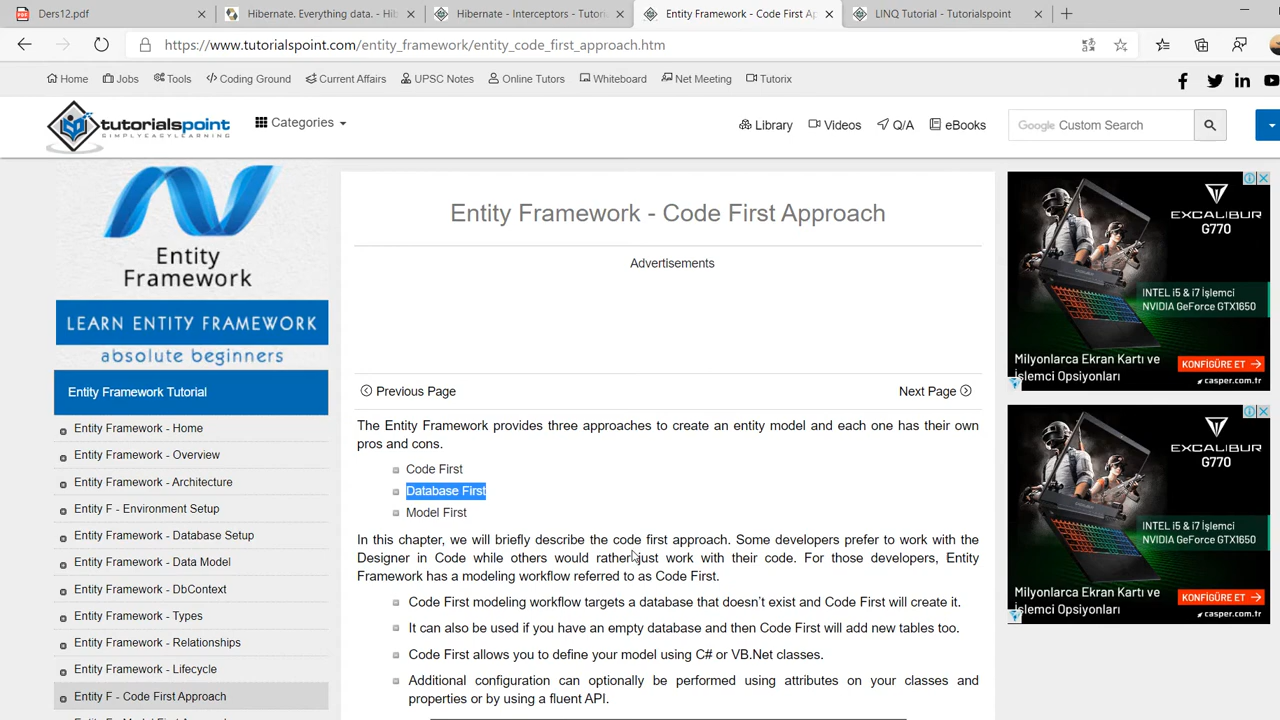 Ders12.pdf
Hibernate. Everything data. - Hi
Hibernate - Interceptors - Tutori
Entity Framework - Code First Ap
LINQ Tutorial - Tutorialspoint
https://www.tutorialspoint.com/entity_framework/entity_code_first_approach.htm
Home Jobs Tools Coding Ground Current Affairs UPSC Notes Online Tutors Whiteboard Net Meeting Tutorix
tutorialspoint
SIMPLYEASYLEARNING
Categories
Library Videos Q/A eBooks
Google Custom Search
Entity
Framework
LEARN ENTITY FRAMEWORK
absolute beginners
Entity Framework Tutorial
Entity Framework - Home
Entity Framework - Overview
Entity Framework - Architecture
Entity F - Environment Setup
Entity Framework - Database Setup
Entity Framework - Data Model
Entity Framework - DbContext
Entity Framework - Types
Entity Framework - Relationships
Entity Framework - Lifecycle
Entity F - Code First Approach
Entity Framework - Code First Approach
Advertisements
Previous Page
Next Page
The Entity Framework provides three approaches to create an entity model and each one has their own
pros and cons.
Code First
Database First
Model First
In this chapter, we will briefly describe the code first approach. Some developers prefer to work with the
Designer in Code while others would rather just work with their code. For those developers, Entity
Framework has a modeling workflow referred to as Code First.
Code First modeling workflow targets a database that doesn't exist and Code First will create it.
It can also be used if you have an empty database and then Code First will add new tables too.
Code First allows you to define your model using C# or VB.Net classes.
Additional configuration can optionally be performed using attributes on your classes and
properties or by using a fluent API.
EXCALIBUR
G770
INTEL i5 & i7 İşlemci
NVIDIA GeForce GTX1650
Milyonlarca Ekran Kartı ve
İşlemci Opsiyonları
KONFİGÜRE ET
casper.com.tr
EXCALIBUR
G770
INTEL i5 & i7 İşlemci
NVIDIA GeForce GTX1650
Milyonlarca Ekran Kartı ve
İşlemci Opsiyonları
KONFİGÜRE ET
casper.com.tr